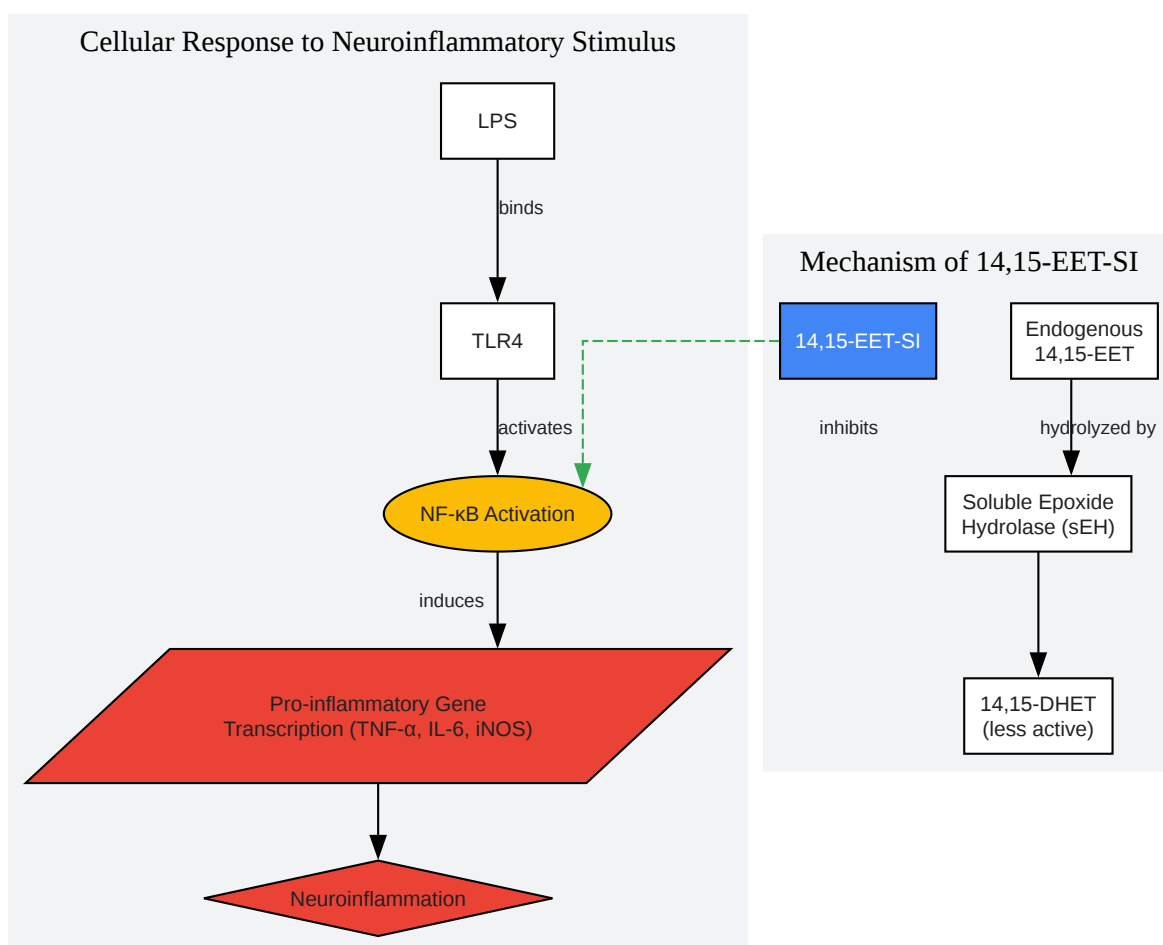 Cellular Response to Neuroinflammatory Stimulus
LPS
binds
TLR4
activates
NF-κB Activation
induces
Pro-inflammatory Gene
Transcription (TNF-α, IL-6, iNOS)
Neuroinflammation
Mechanism of 14,15-EET-SI
14,15-EET-SI
inhibits
Endogenous
14,15-EET
hydrolyzed by
Soluble Epoxide
Hydrolase (sEH)
14,15-DHET
(less active)